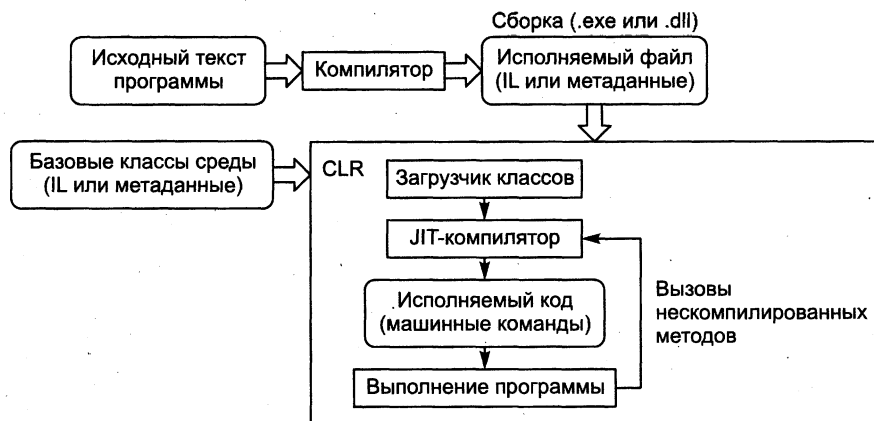 Сборка (.exe или .dll)
Исходный текст
программы
Компилятор
Исполняемый файл
(IL или метаданные)
Базовые классы среды
(IL или метаданные)
CLR
Загрузчик классов
JIT-компилятор
Исполняемый код
(машинные команды)
Выполнение программы
Вызовы
нескомпилированных
методов